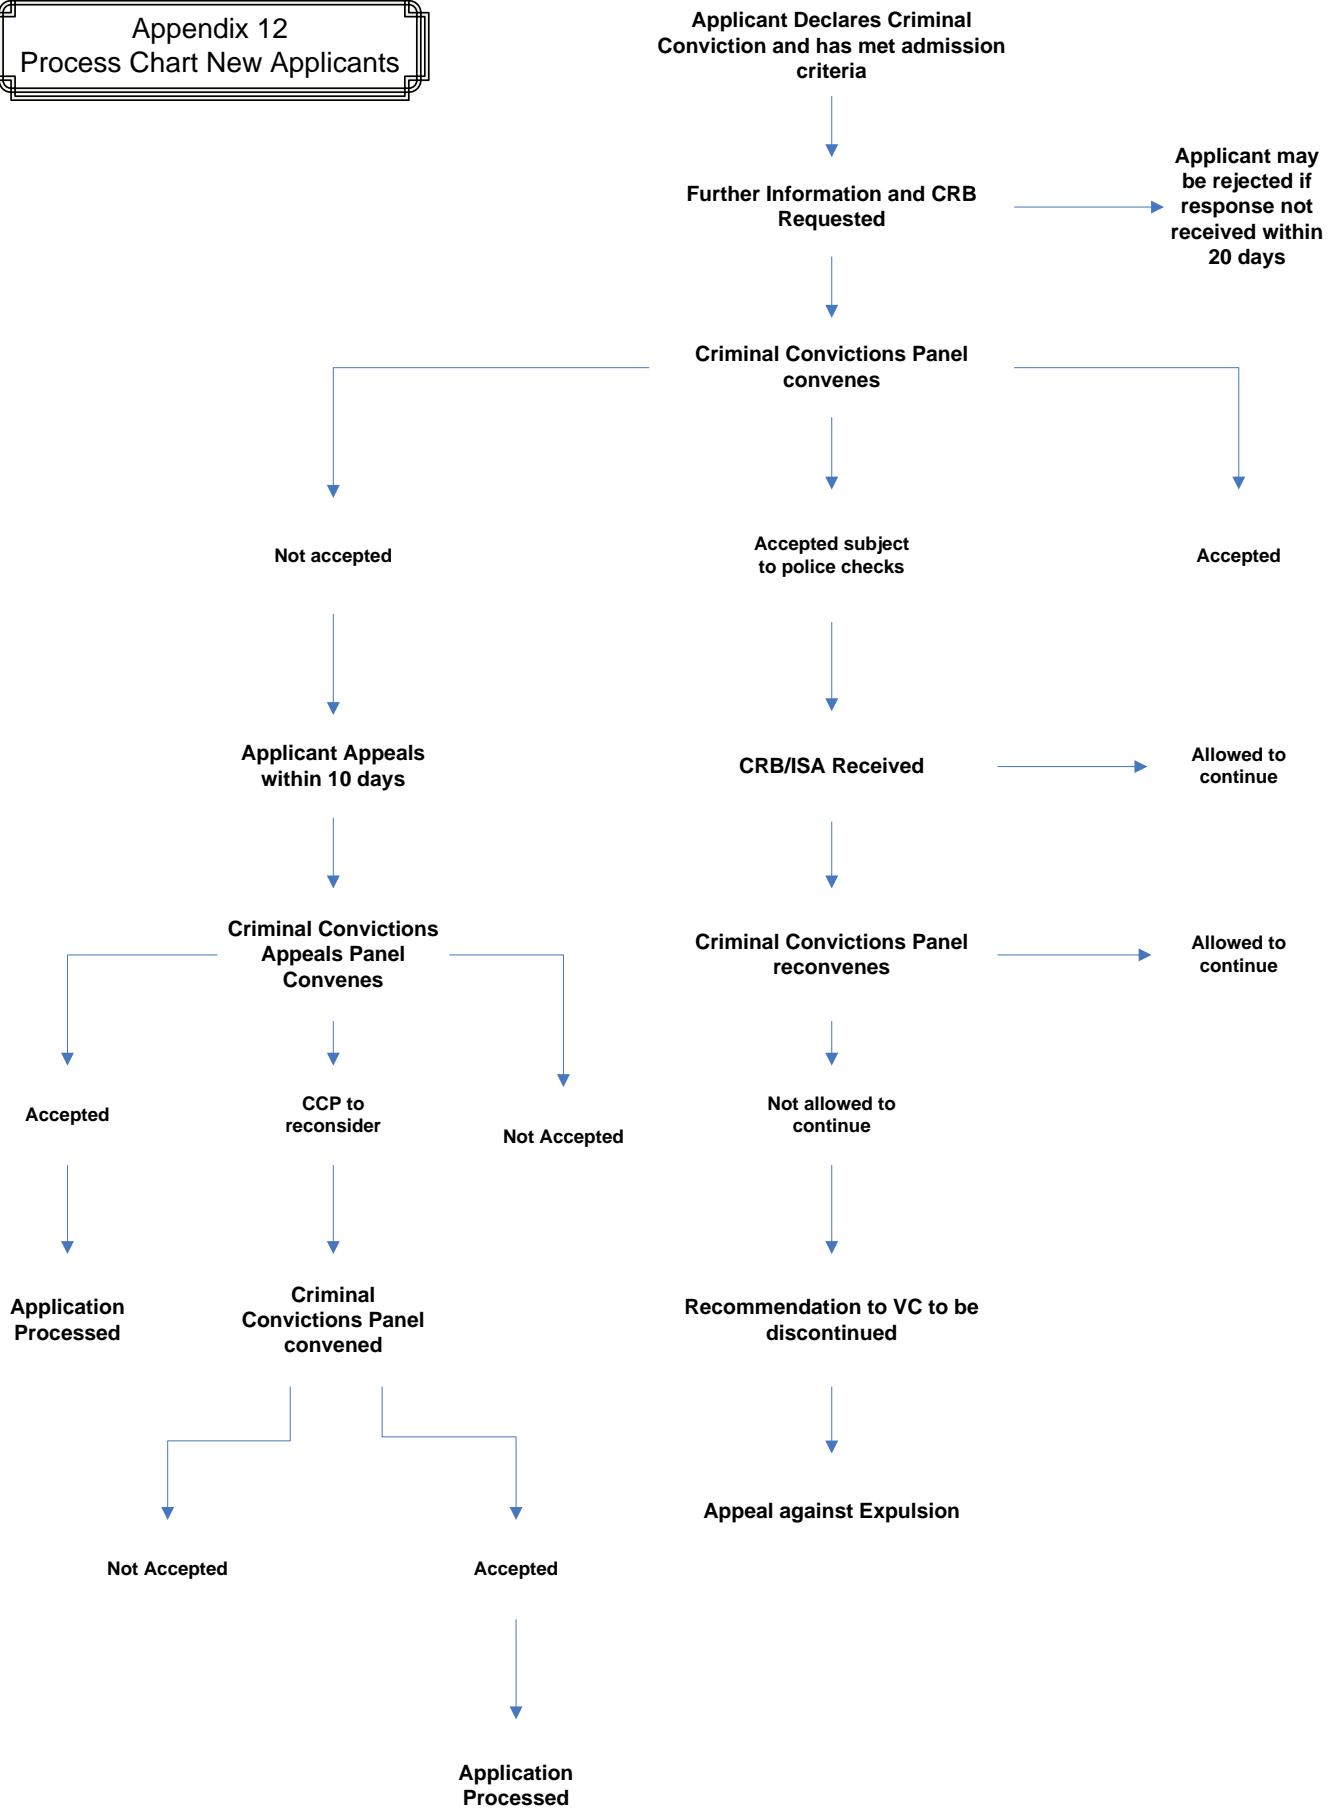 Appendix 12
Process Chart New Applicants
Applicant Declares Criminal
Conviction and has met admission
criteria
Further Information and CRB
Requested
Applicant may
be rejected if
response not
received within
20 days
Criminal Convictions Panel
convenes
Not accepted
Accepted subject
to police checks
Accepted
Applicant Appeals
within 10 days
CRB/ISA Received
Allowed to
continue
Criminal Convictions
Appeals Panel
Convenes
Criminal Convictions Panel
reconvenes
Allowed to
continue
Accepted
CCP to
reconsider
Not Accepted
Not allowed to
continue
Application
Processed
Criminal
Convictions Panel
convened
Recommendation to VC to be
discontinued
Appeal against Expulsion
Not Accepted
Accepted
Application
Processed